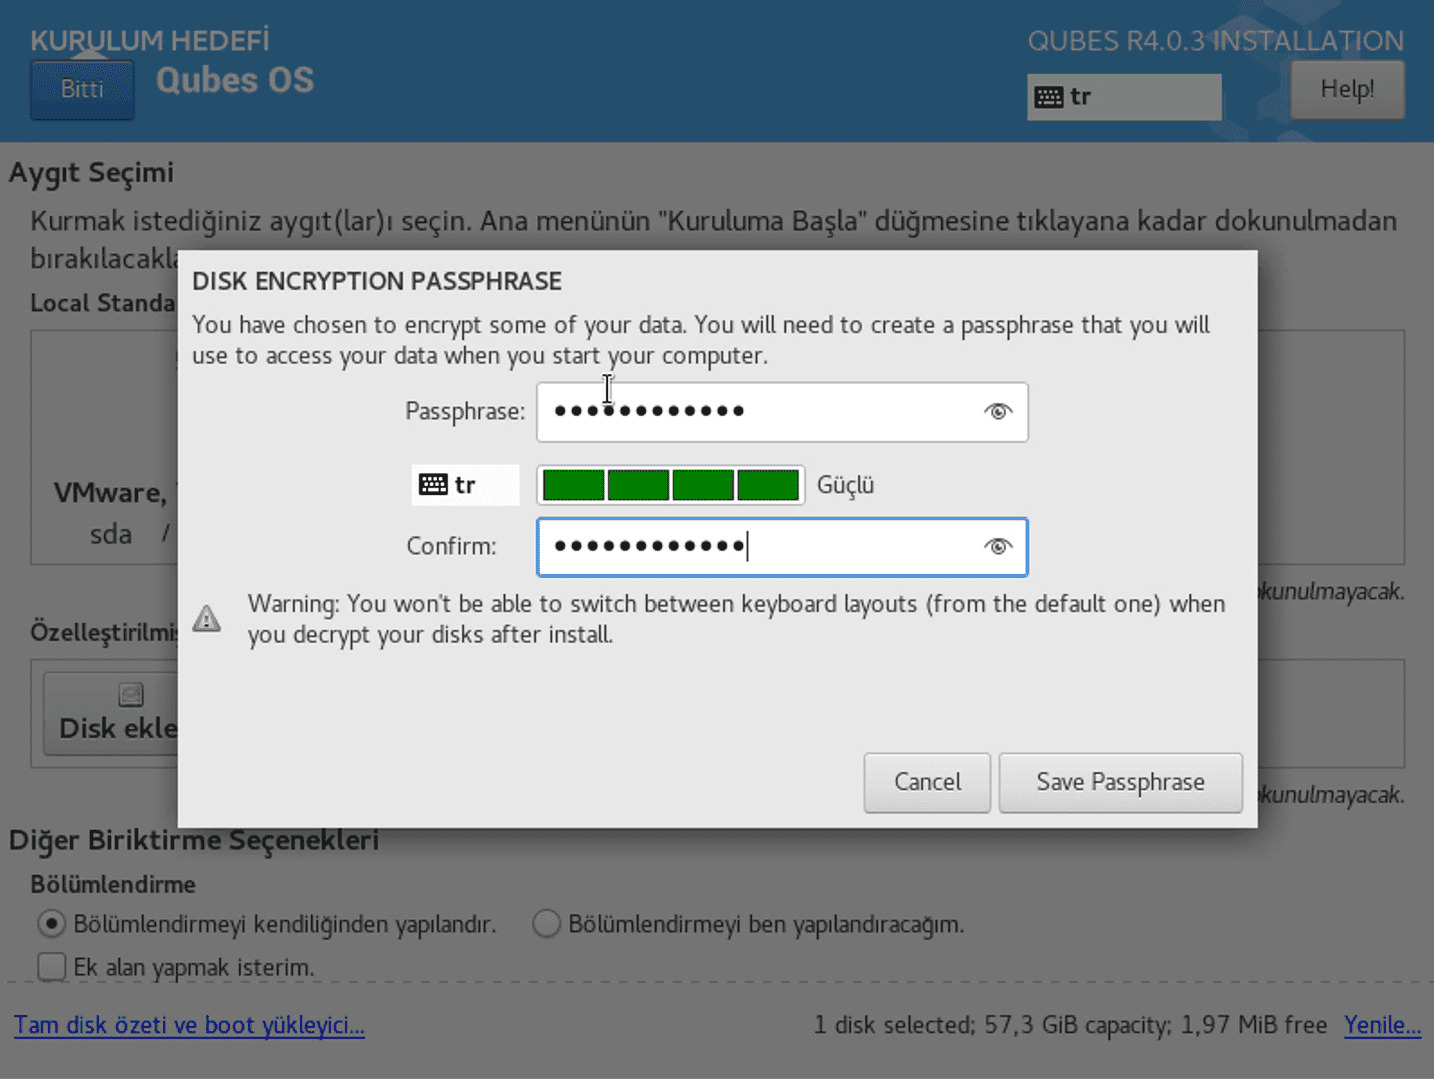 KURULUM HEDEFİ
QUBES R4.0.3 INSTALLATION
Bitti
Qubes OS
tr
Help!
Aygıt Seçimi
Kurmak istediğiniz aygıt(lar)ı seçin. Ana menünün "Kuruluma Başla" düğmesine tıklayana kadar dokunulmadan
Local
DISK ENCRYPTION PASSPHRASE
You have chosen to encrypt some of your data. You will need to create a passphrase that you will
use to access your data when you start your computer.
Passphrase: ●●●●●●●●●●●●
tr
Güçlü
Confirm: ●●●●●●●●●●●●
Warning: You won't be able to switch between keyboard layouts (from the default one) when
you decrypt your disks after install.
Cancel
Save Passphrase
VMware,
sda /
Disk
Diğer Biriktirme Seçenekleri
Bölümlendirme
Bölümlendirmeyi kendiliğinden yapılandır.
Bölümlendirmeyi ben yapılandıracağım.
Ek alan yapmak isterim.
Tam disk özeti ve boot yükleyici...
1 disk selected; 57,3 GiB capacity; 1,97 MiB free
Yenile...